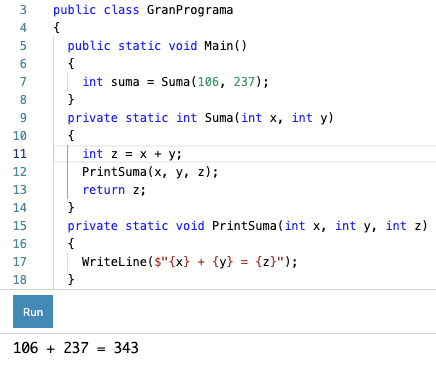 3 public class GranPrograma
4 {
5 public static void Main()
6 {
7 int suma = Suma(106, 237);
8 }
9 private static int Suma(int x, int y)
10 {
11 int z = x + y;
12 PrintSuma(x, y, z);
13 return z;
14 }
15 private static void PrintSuma(int x, int y, int z)
16 {
17 WriteLine($"{x} + {y} = {z}");
18 }
Run
106 + 237 = 343